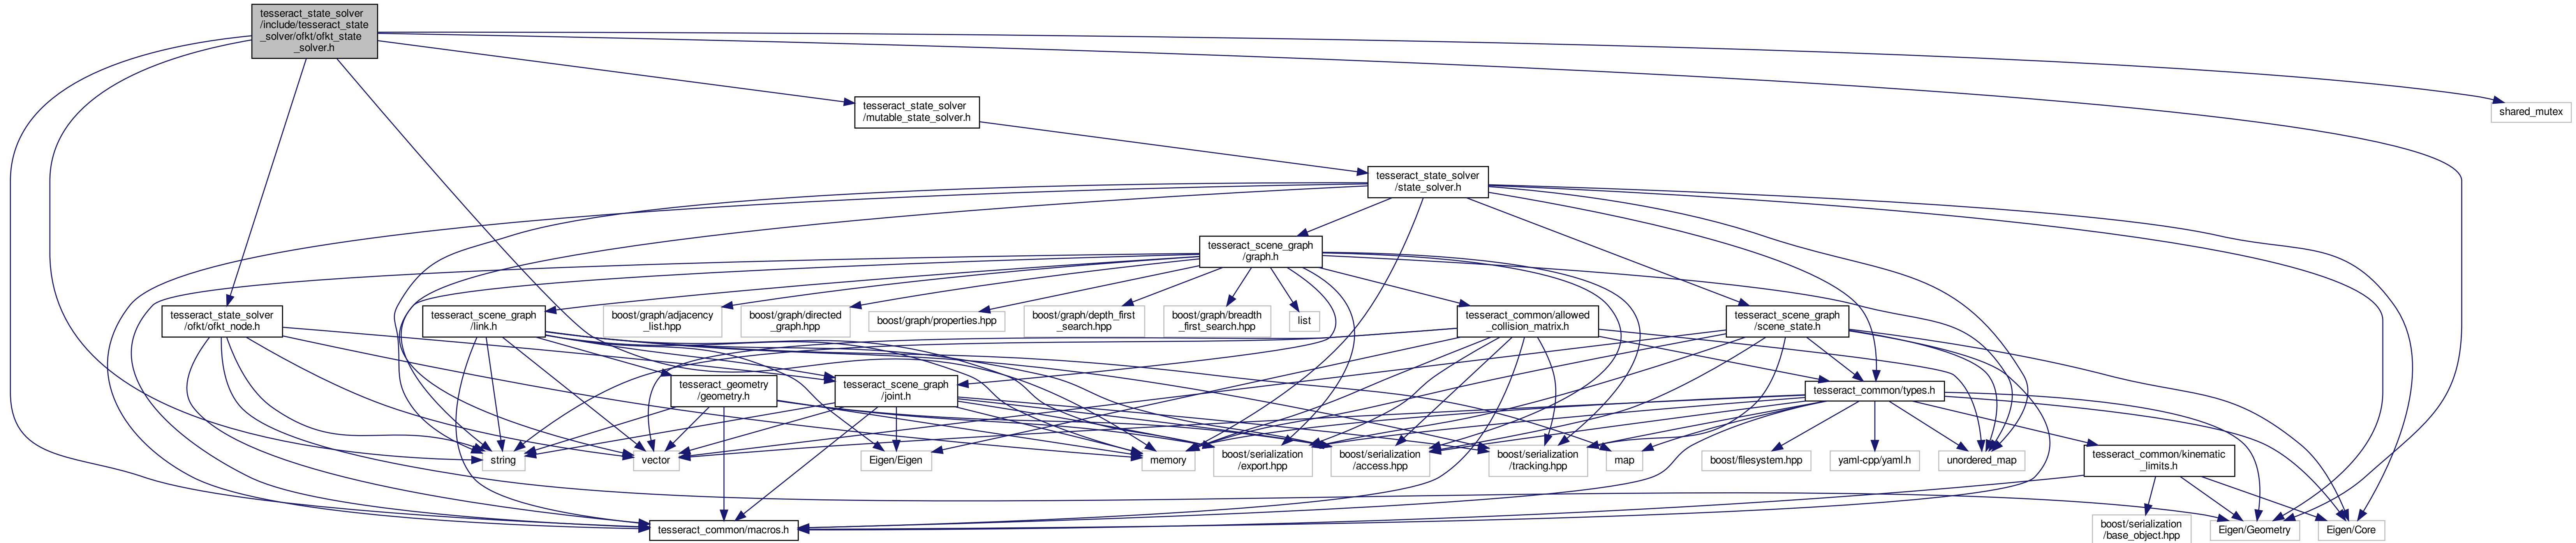 tesseract_state_solver
/include/tesseract_state
_solver/ofkt/ofkt_state
_solver.h
tesseract_state_solver
/mutable_state_solver.h
shared_mutex
tesseract_state_solver
/state_solver.h
tesseract_scene_graph
/graph.h
tesseract_state_solver
/ofkt/ofkt_node.h
tesseract_scene_graph
/link.h
boost/graph/adjacency
_list.hpp
boost/graph/directed
_graph.hpp
boost/graph/properties.hpp
boost/graph/depth_first
_search.hpp
boost/graph/breadth
_first_search.hpp
list
tesseract_common/allowed
_collision_matrix.h
tesseract_scene_graph
/scene_state.h
tesseract_geometry
/geometry.h
tesseract_scene_graph
/joint.h
tesseract_common/types.h
string
vector
Eigen/Eigen
memory
boost/serialization
/export.hpp
boost/serialization
/access.hpp
boost/serialization
/tracking.hpp
map
boost/filesystem.hpp
yaml-cpp/yaml.h
unordered_map
tesseract_common/kinematic
_limits.h
tesseract_common/macros.h
boost/serialization
/base_object.hpp
Eigen/Geometry
Eigen/Core